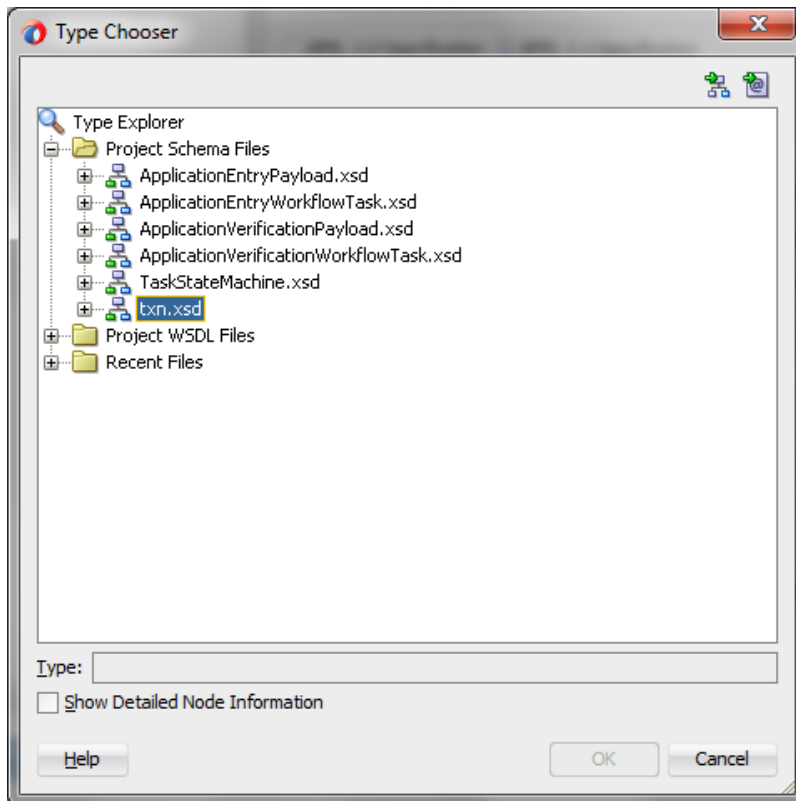 Type Chooser
Type Explorer
Project Schema Files
ApplicationEntryPayload.xsd
ApplicationEntryWorkflowTask.xsd
ApplicationVerificationPayload.xsd
ApplicationVerificationWorkflowTask.xsd
TaskStateMachine.xsd
txn.xsd
Project WSDL Files
Recent Files
Type:
Show Detailed Node Information
Help OK Cancel